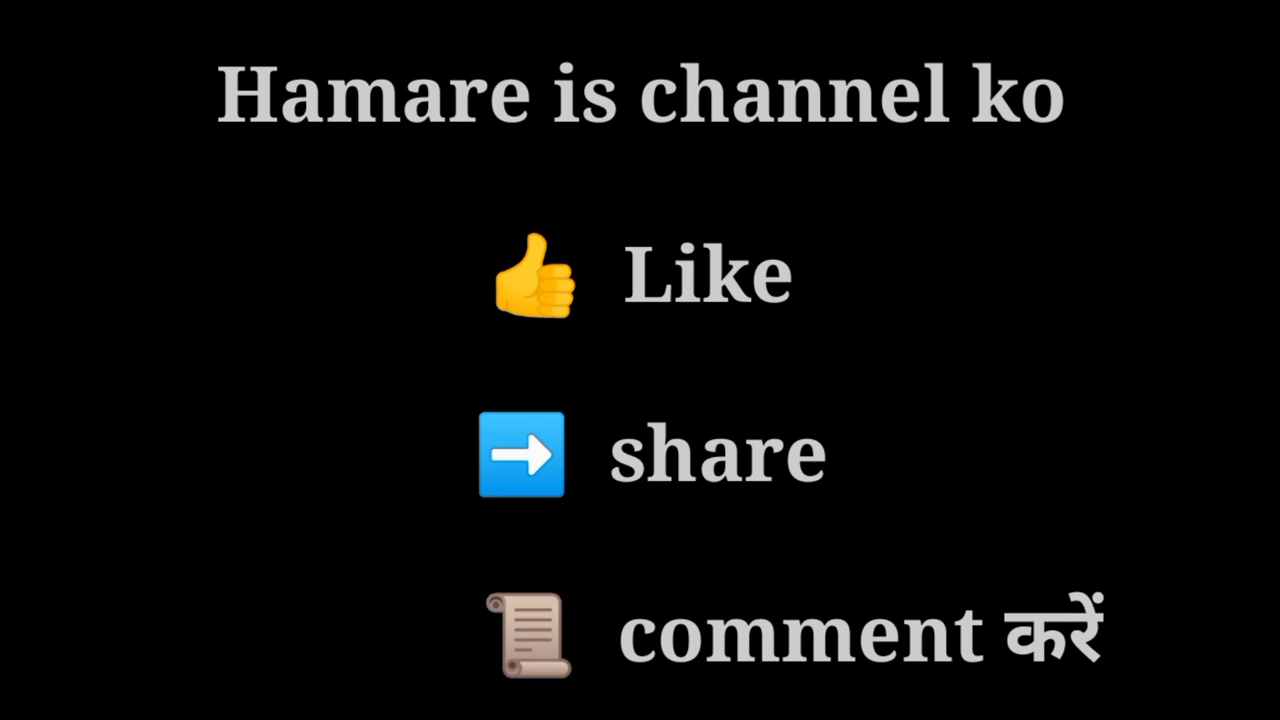 Hamare is channel ko
👍 Like
➡️ share
📜 comment करें